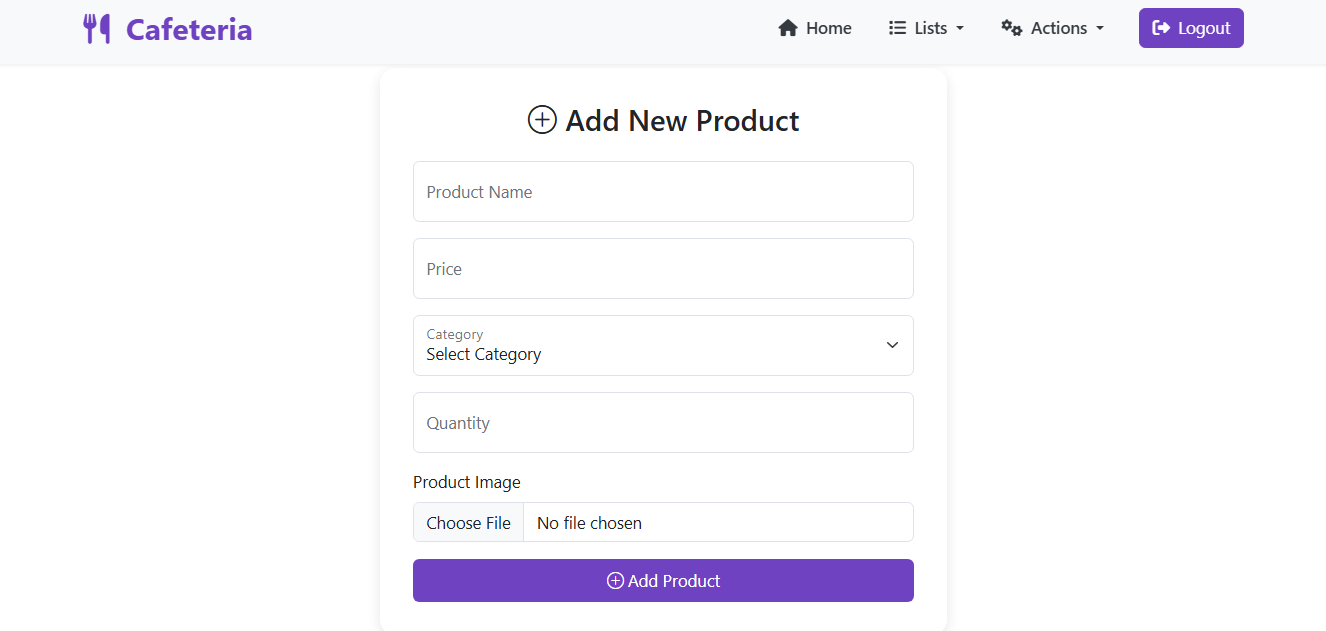 Cafeteria
Home
Lists
Actions
Logout
Add New Product
Product Name
Price
Category
Select Category
Quantity
Product Image
Choose File No file chosen
Add Product